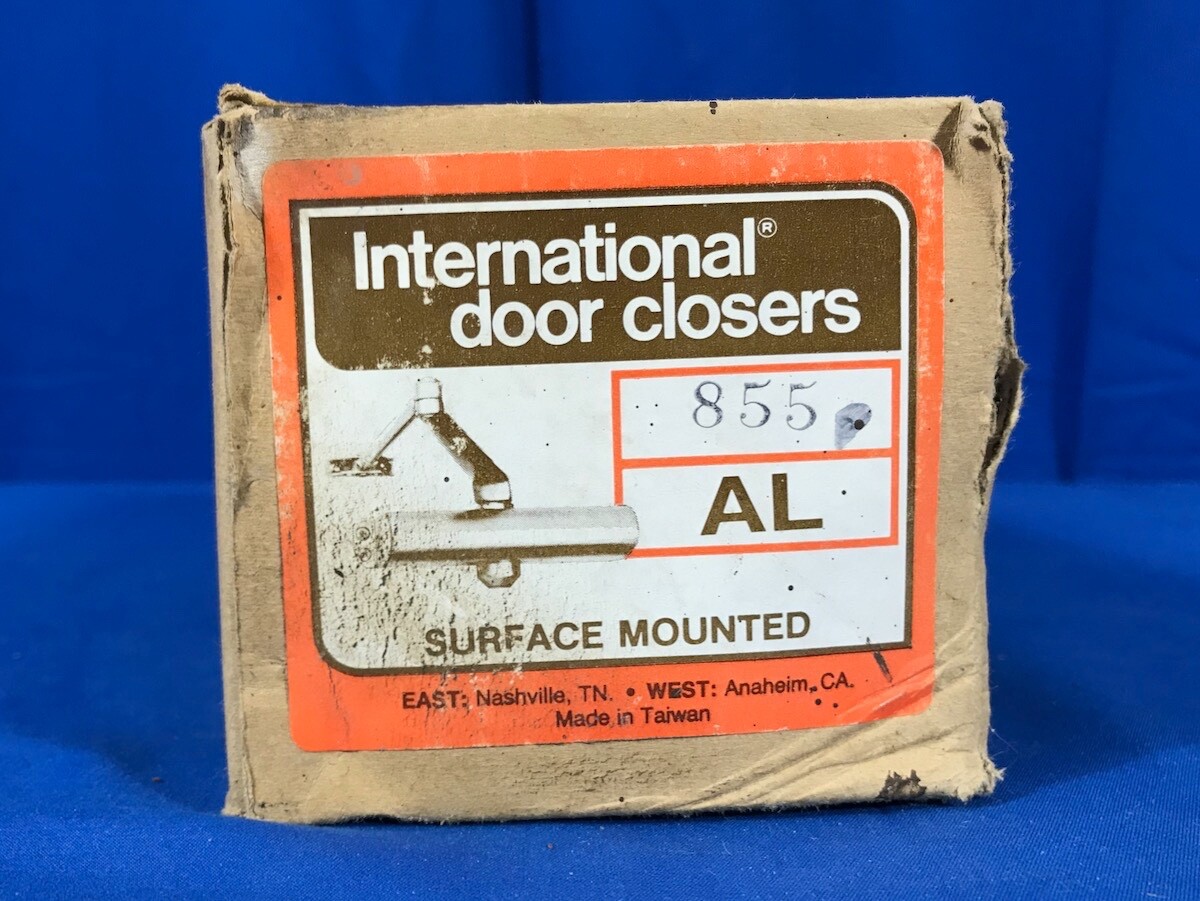 International®
door closers
855
AL
SURFACE MOUNTED
EAST: Nashville, TN. • WEST: Anaheim, CA.
Made in Taiwan